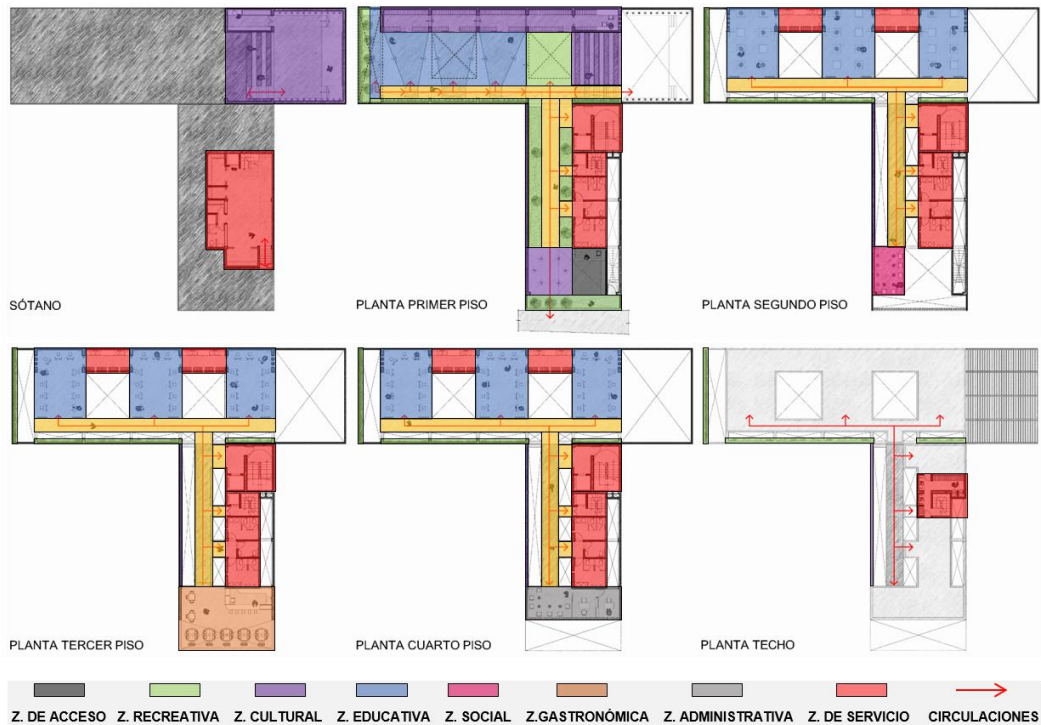 SÓTANO
PLANTA PRIMER PISO
PLANTA SEGUNDO PISO
PLANTA TERCER PISO
PLANTA CUARTO PISO
PLANTA TECHO
Z. DE ACCESO
Z. RECREATIVA
Z. CULTURAL
Z. EDUCATIVA
Z. SOCIAL
Z.GASTRONÓMICA
Z. ADMINISTRATIVA
Z. DE SERVICIO
CIRCULACIONES